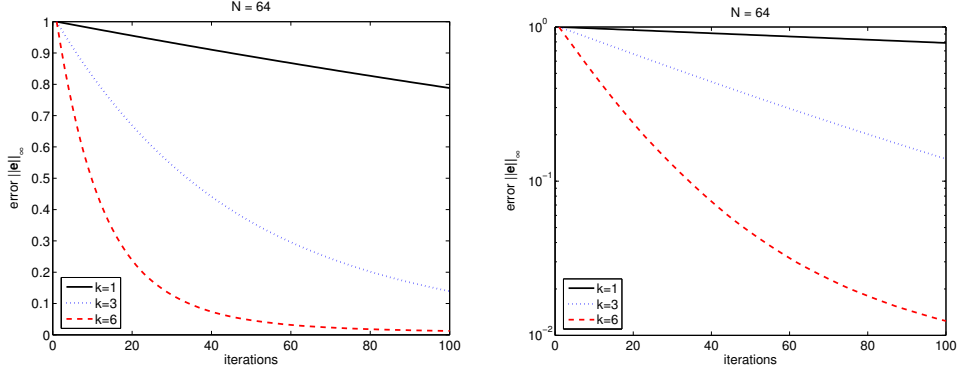 N = 64
error ||e||∞
1
0.9
0.8
0.7
0.6
0.5
0.4
0.3
0.2
0.1
0
k=1
k=3
k=6
0 20 40 60 80 100
iterations
N = 64
error ||e||∞
10^0
10^-1
10^-2
k=1
k=3
k=6
0 20 40 60 80 100
iterations